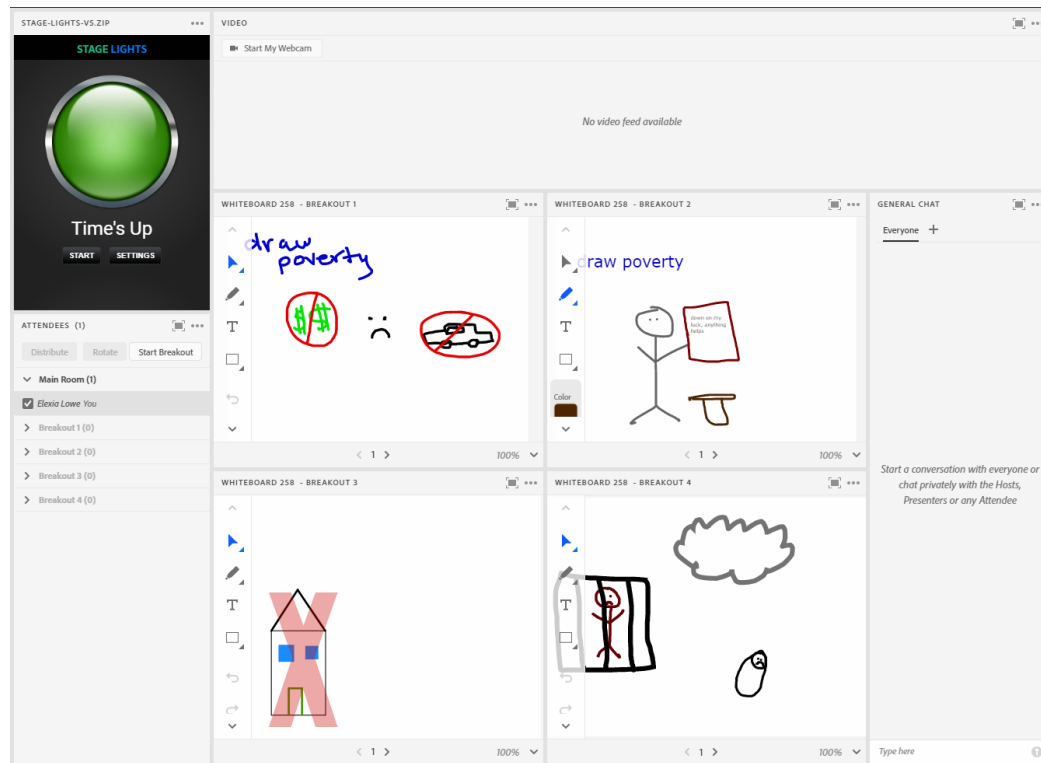 STAGE-LIGHTS-V5.ZIP
STAGE LIGHTS
Time's Up
START SETTINGS
ATTENDEES (1)
Distribute Rotate Start Breakout
Main Room (1)
Elexia Lowe You
Breakout 1 (0)
Breakout 2 (0)
Breakout 3 (0)
Breakout 4 (0)
VIDEO
Start My Webcam
No video feed available
WHITEBOARD 258 - BREAKOUT 1
draw
poverty
$ $
T
1
100%
WHITEBOARD 258 - BREAKOUT 2
draw poverty
down on my
luck, anything
helps
T
Color
1
100%
WHITEBOARD 258 - BREAKOUT 3
T
1
100%
WHITEBOARD 258 - BREAKOUT 4
T
1
100%
GENERAL CHAT
Everyone +
Start a conversation with everyone or
chat privately with the Hosts,
Presenters or any Attendee
Type here